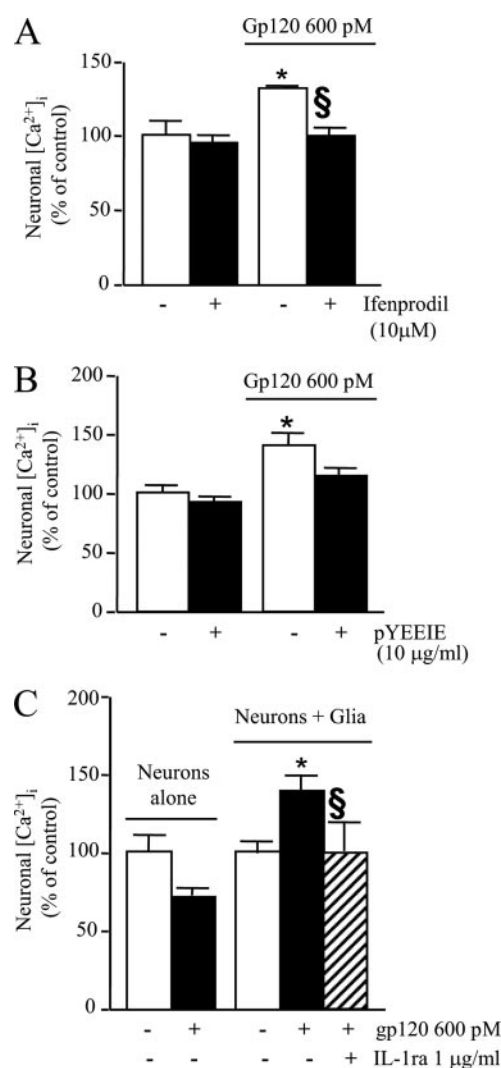 A
Gp120 600 pM
Neuronal [Ca²⁺]ᵢ
(% of control)
150
100
50
0
*
§
- + - + Ifenprodil
(10μM)
B
Gp120 600 pM
Neuronal [Ca²⁺]ᵢ
(% of control)
200
150
100
50
0
*
- + - + pYEEIE
(10 μg/ml)
C
Neurons + Glia
Neurons
alone
Neuronal [Ca²⁺]ᵢ
(% of control)
200
150
100
50
0
*
§
- + - + + gp120 600 pM
- - - - + IL-1ra 1 μg/ml